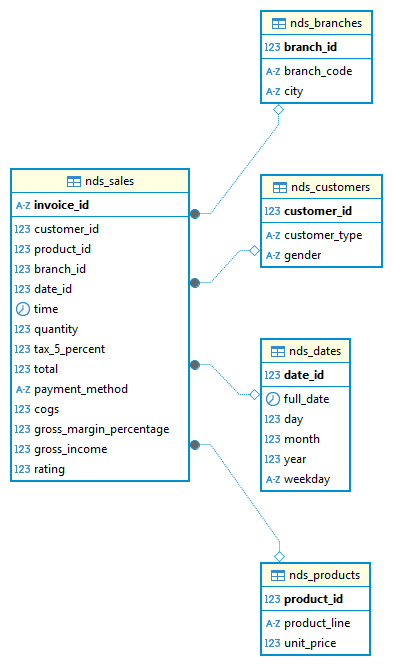 nds_branches
123 branch_id
A-Z branch_code
A-Z city
nds_sales
A-Z invoice_id
123 customer_id
123 product_id
123 branch_id
123 date_id
time
123 quantity
123 tax_5_percent
123 total
A-Z payment_method
123 cogs
123 gross_margin_percentage
123 gross_income
123 rating
nds_customers
123 customer_id
A-Z customer_type
A-Z gender
nds_dates
123 date_id
full_date
123 day
123 month
123 year
A-Z weekday
nds_products
123 product_id
A-Z product_line
123 unit_price